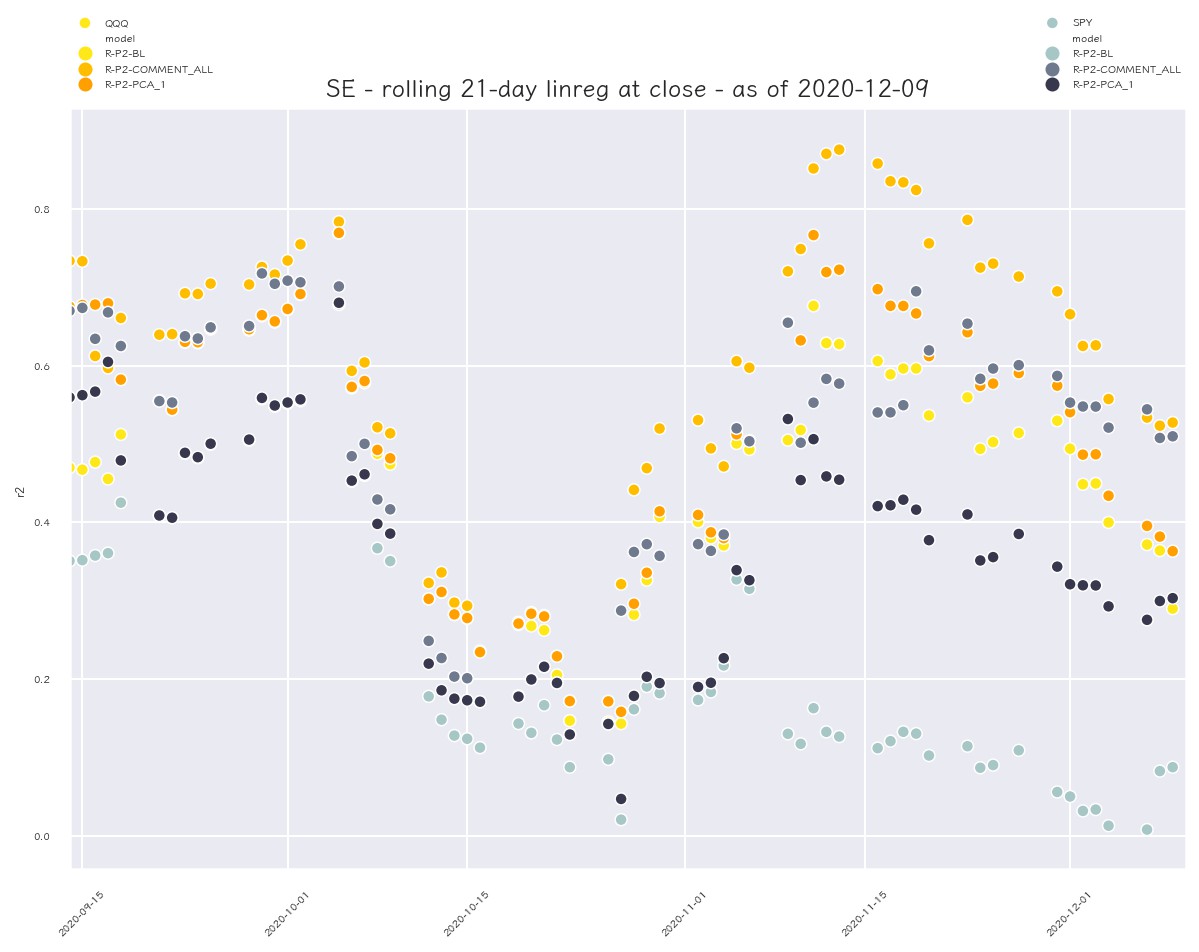 QQQ
model
R-P2-BL
R-P2-COMMENT_ALL
R-P2-PCA_1
SPY
model
R-P2-BL
R-P2-COMMENT_ALL
R-P2-PCA_1
SE - rolling 21-day linreg at close - as of 2020-12-09
0.8
0.6
0.4
0.2
0.0
r2
2020-09-15
2020-10-01
2020-10-15
2020-11-01
2020-11-15
2020-12-01